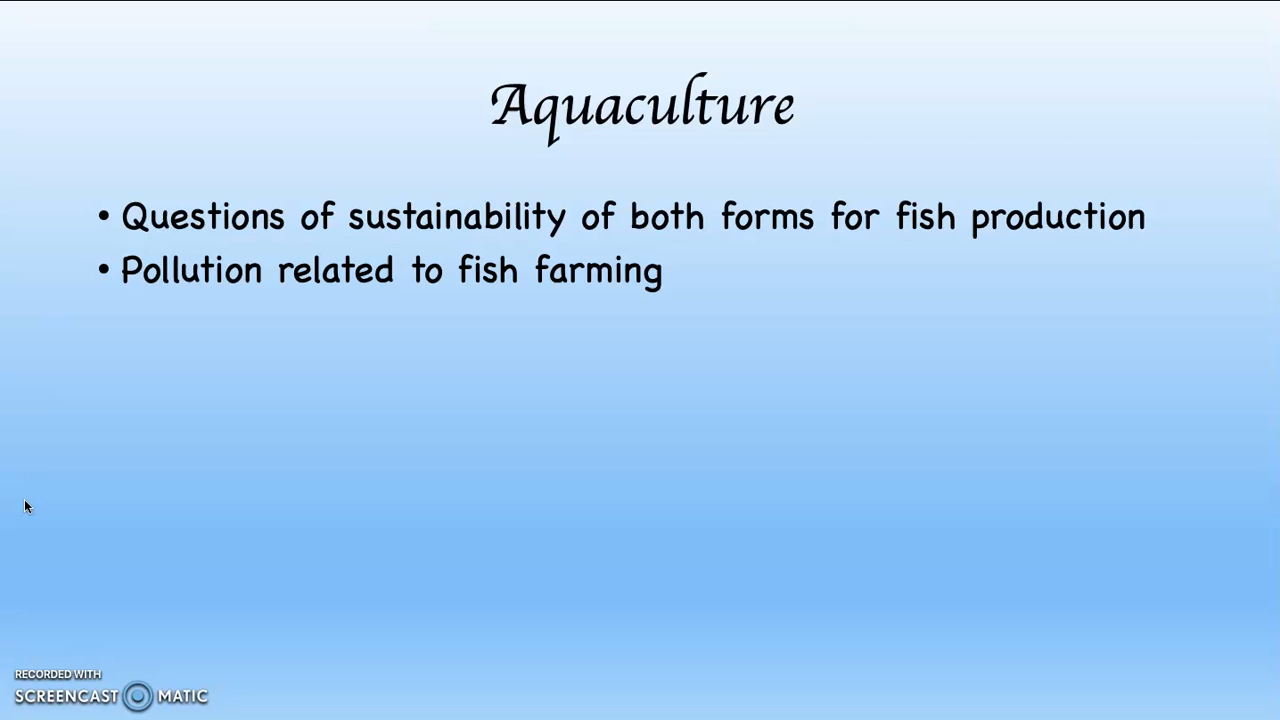 Aquaculture
• Questions of sustainability of both forms for fish production
• Pollution related to fish farming
RECORDED WITH
SCREENCAST MATIC